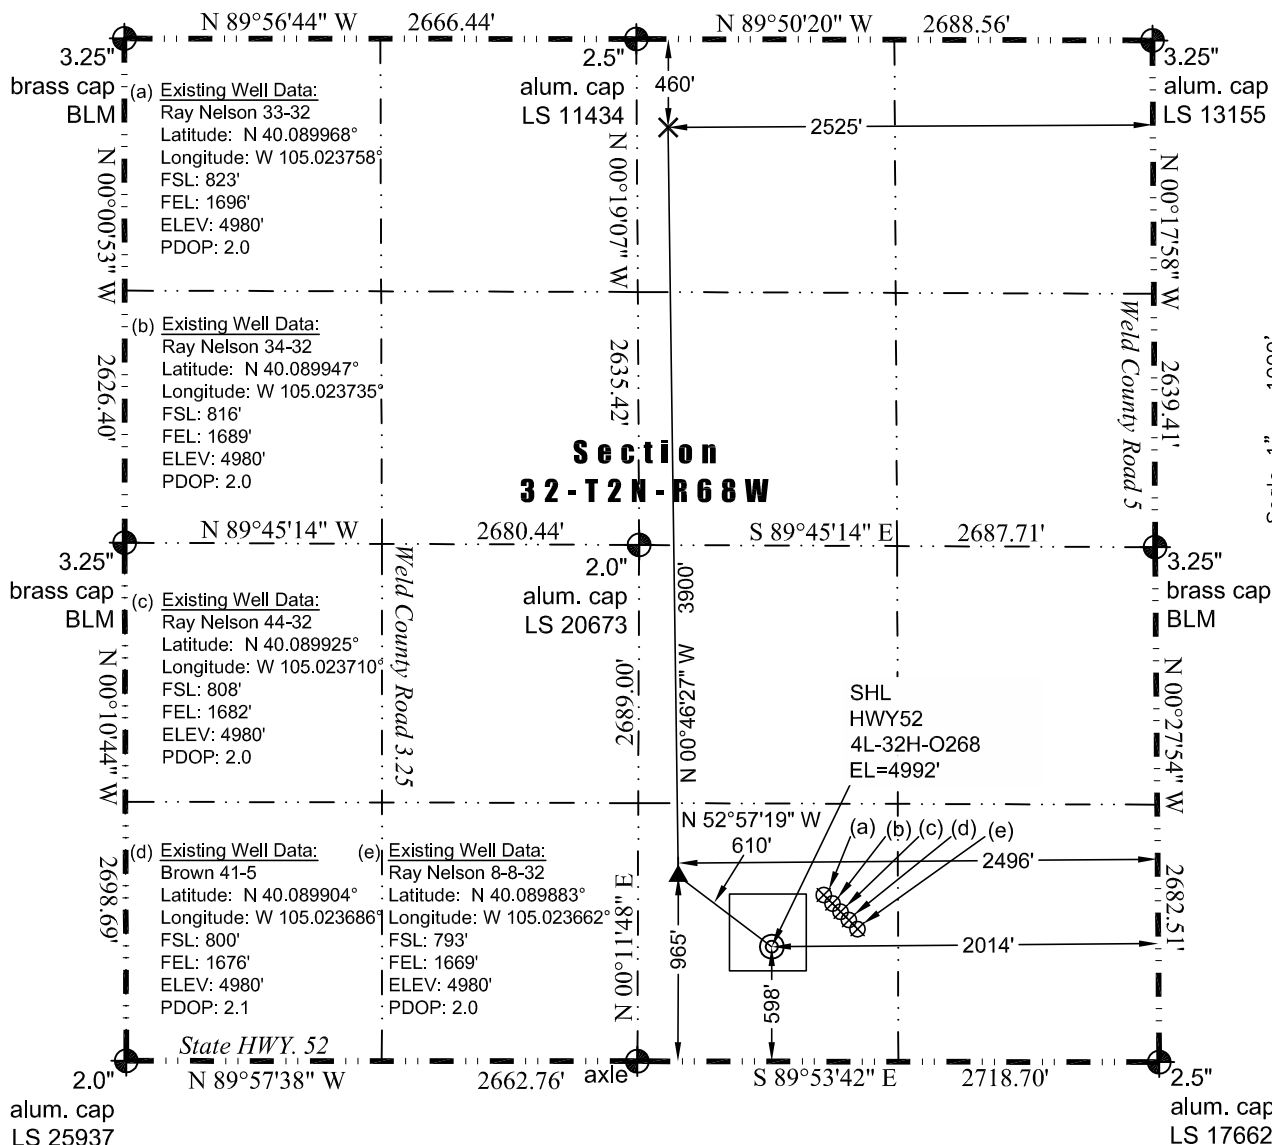 N 89°56'44" W 2666.44' N 89°50'20" W 2688.56'
3.25"
brass cap
BLM
2.5"
alum. cap
LS 11434
3.25"
alum. cap
LS 13155
460'
2525'
(a) Existing Well Data:
Ray Nelson 33-32
Latitude: N 40.089968°
Longitude: W 105.023758°
FSL: 823'
FEL: 1696'
ELEV: 4980'
PDOP: 2.0
N 00°00'53" W 2626.40'
N 00°19'07" W 2635.42'
N 00°17'58" W 2639.41'
Weld County Road 5
(b) Existing Well Data:
Ray Nelson 34-32
Latitude: N 40.089947°
Longitude: W 105.023735°
FSL: 816'
FEL: 1689'
ELEV: 4980'
PDOP: 2.0
Section
32-T2N-R68W
N 89°45'14" W 2680.44' S 89°45'14" E 2687.71'
3.25"
brass cap
BLM
2.0"
alum. cap
LS 20673
3.25"
brass cap
BLM
(c) Existing Well Data:
Ray Nelson 44-32
Latitude: N 40.089925°
Longitude: W 105.023710°
FSL: 808'
FEL: 1682'
ELEV: 4980'
PDOP: 2.0
Weld County Road 3.25
N 00°10'44" W 2698.69'
N 00°11'48" E 2689.00'
N 00°46'27" W 3900'
N 00°27'54" W 2682.51'
SHL
HWY52
4L-32H-O268
EL=4992'
N 52°57'19" W
610'
(a) (b) (c) (d) (e)
2496'
2014'
965'
598'
(d) Existing Well Data:
Brown 41-5
Latitude: N 40.089904°
Longitude: W 105.023686°
FSL: 800'
FEL: 1676'
ELEV: 4980'
PDOP: 2.1
(e) Existing Well Data:
Ray Nelson 8-8-32
Latitude: N 40.089883°
Longitude: W 105.023662°
FSL: 793'
FEL: 1669'
ELEV: 4980'
PDOP: 2.0
State HWY. 52
N 89°57'38" W 2662.76' axle S 89°53'42" E 2718.70'
2.0"
alum. cap
LS 25937
2.5"
alum. cap
LS 17662